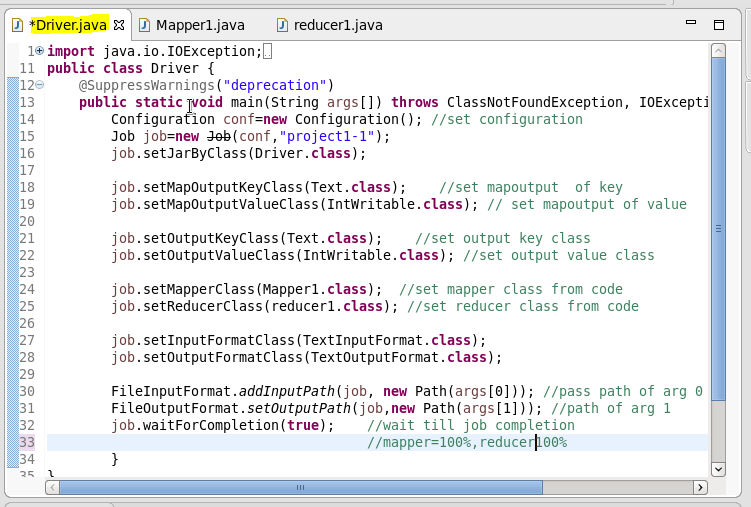 *Driver.java Mapper1.java reducer1.java
1 import java.io.IOException;
11 public class Driver {
12 @SuppressWarnings("deprecation")
13 public static void main(String args[]) throws ClassNotFoundException, IOExcepti
14 Configuration conf=new Configuration(); //set configuration
15 Job job=new Job(conf,"project1-1");
16 job.setJarByClass(Driver.class);
17
18 job.setMapOutputKeyClass(Text.class); //set mapoutput of key
19 job.setMapOutputValueClass(IntWritable.class); // set mapoutput of value
20
21 job.setOutputKeyClass(Text.class); //set output key class
22 job.setOutputValueClass(IntWritable.class); //set output value class
23
24 job.setMapperClass(Mapper1.class); //set mapper class from code
25 job.setReducerClass(reducer1.class); //set reducer class from code
26
27 job.setInputFormatClass(TextInputFormat.class);
28 job.setOutputFormatClass(TextOutputFormat.class);
29
30 FileInputFormat.addInputPath(job, new Path(args[0])); //pass path of arg 0
31 FileOutputFormat.setOutputPath(job,new Path(args[1])); //path of arg 1
32 job.waitForCompletion(true); //wait till job completion
33 //mapper=100%,reducer100%
34 }
35 }